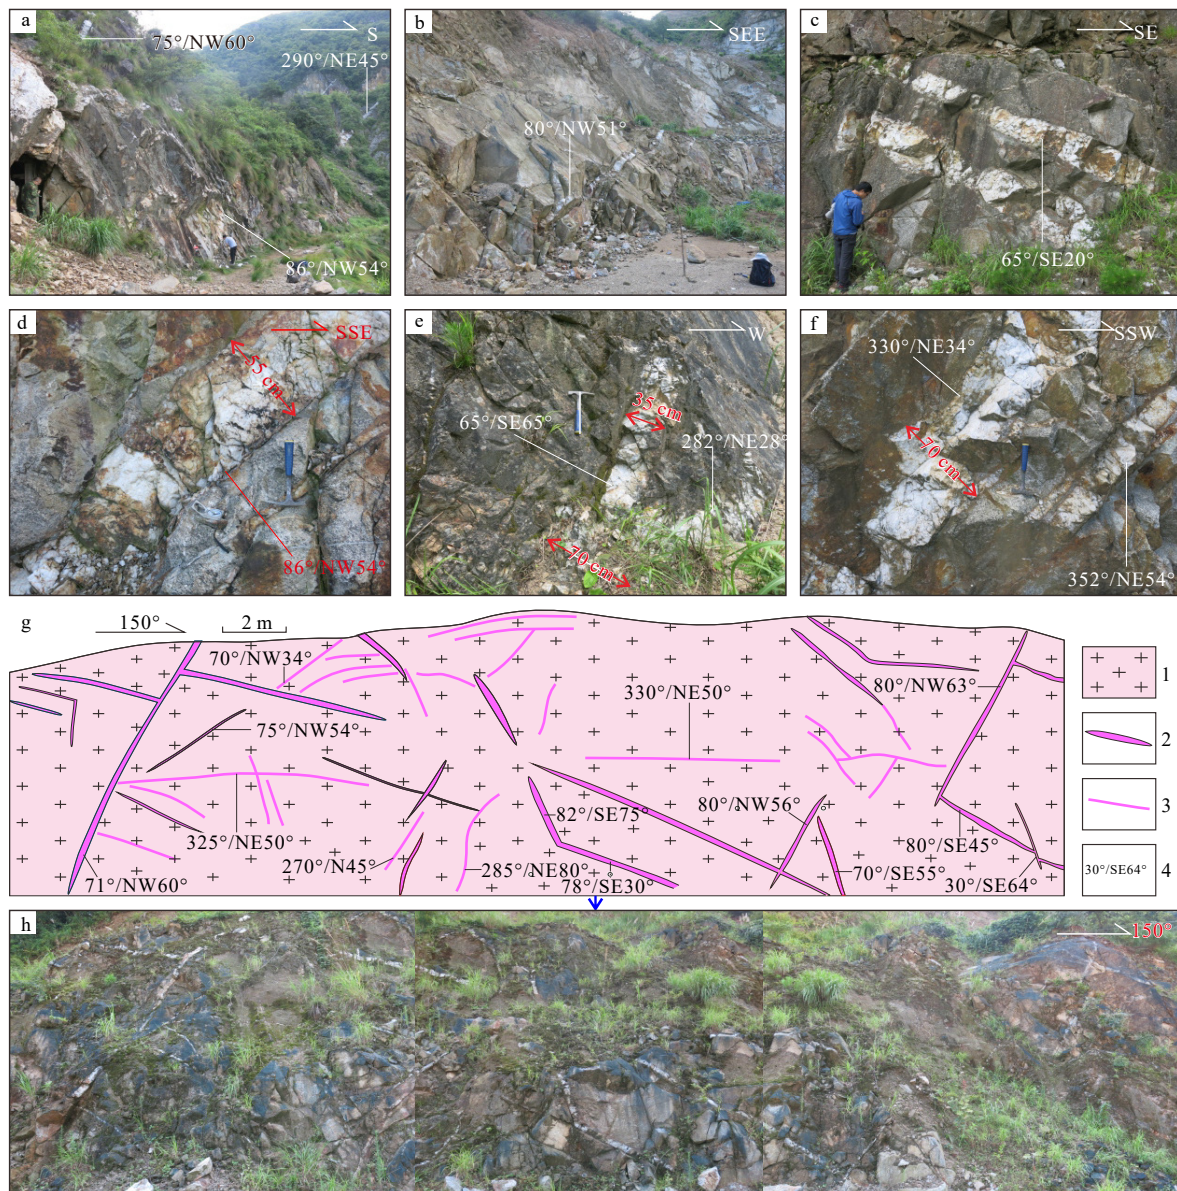 a
75°/NW60°
S
290°/NE45°
86°/NW54°
b
SEE
80°/NW51°
c
SE
65°/SE20°
d
SSE
55 cm
86°/NW54°
e
W
65°/SE65°
35 cm
282°/NE28°
70 cm
f
SSW
330°/NE34°
70 cm
352°/NE54°
g
150°
2 m
70°/NW34°
75°/NW54°
325°/NE50°
71°/NW60°
270°/N45°
285°/NE80°
82°/SE75°
78°/SE30°
330°/NE50°
80°/NW56°
70°/SE55°
80°/NW63°
80°/SE45°
30°/SE64°
1
2
3
30°/SE64°
4
h
150°